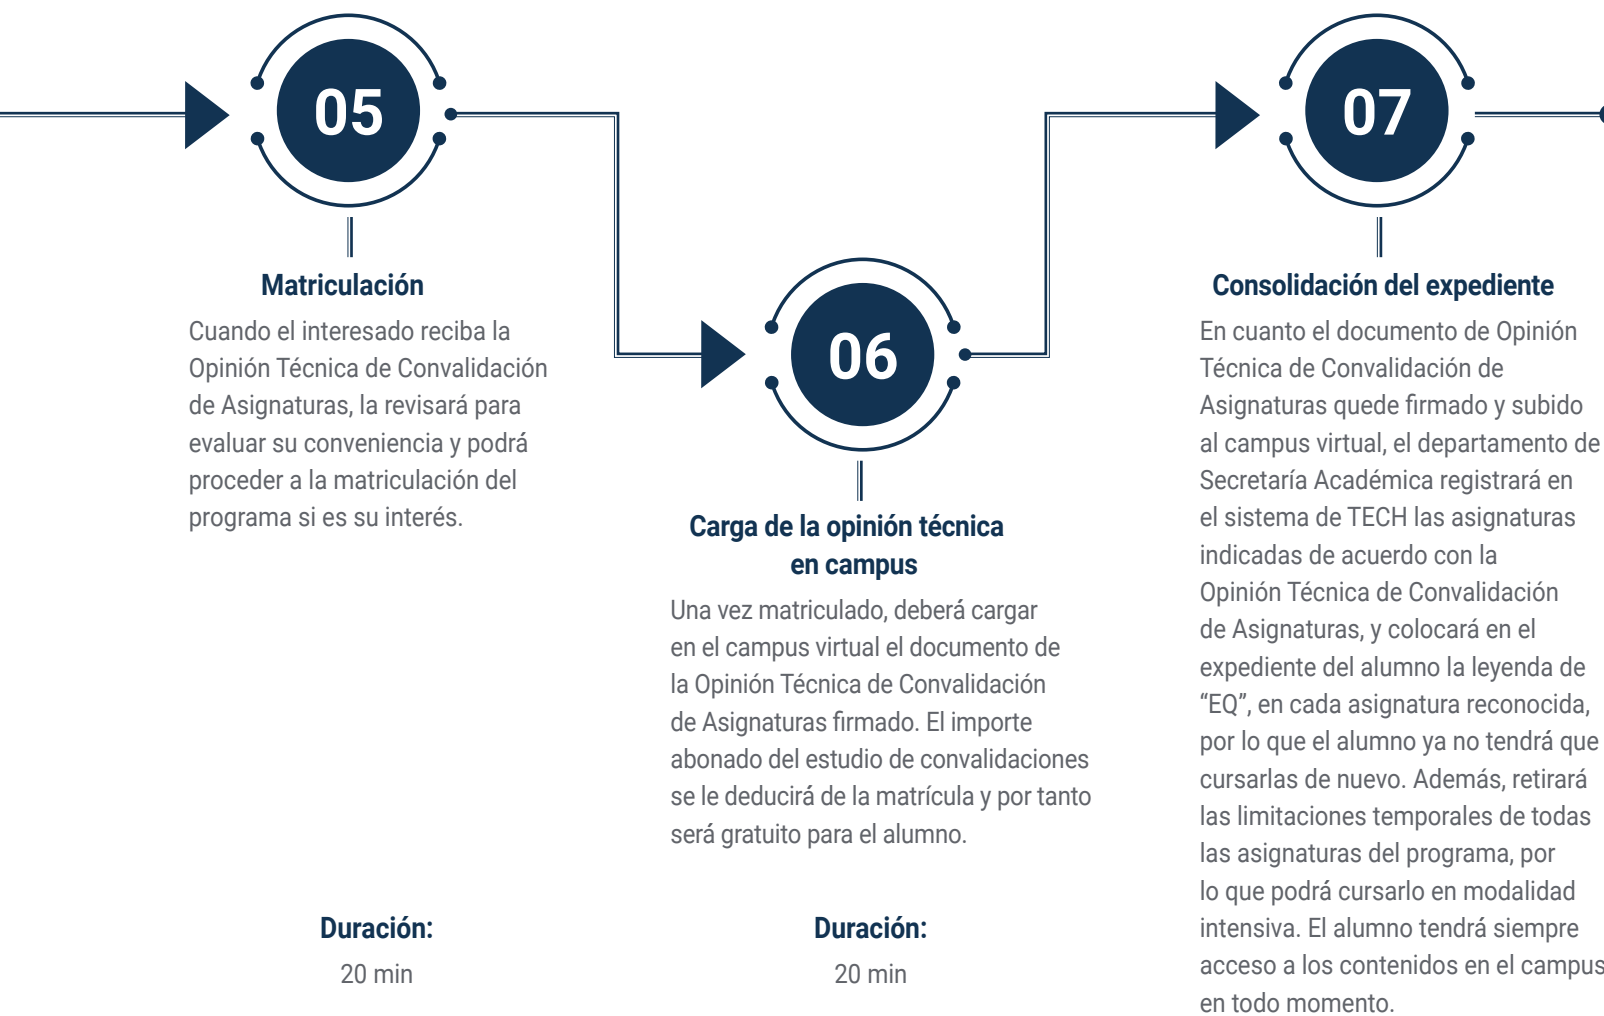 05
Matriculación
Cuando el interesado reciba la
Opinión Técnica de Convalidación
de Asignaturas, la revisará para
evaluar su conveniencia y podrá
proceder a la matriculación del
programa si es su interés.
Duración:
20 min
06
Carga de la opinión técnica
en campus
Una vez matriculado, deberá cargar
en el campus virtual el documento de
la Opinión Técnica de Convalidación
de Asignaturas firmado. El importe
abonado del estudio de convalidaciones
se le deducirá de la matrícula y por tanto
será gratuito para el alumno.
Duración:
20 min
07
Consolidación del expediente
En cuanto el documento de Opinión
Técnica de Convalidación de
Asignaturas quede firmado y subido
al campus virtual, el departamento de
Secretaría Académica registrará en
el sistema de TECH las asignaturas
indicadas de acuerdo con la
Opinión Técnica de Convalidación
de Asignaturas, y colocará en el
expediente del alumno la leyenda de
“EQ”, en cada asignatura reconocida,
por lo que el alumno ya no tendrá que
cursarlas de nuevo. Además, retirará
las limitaciones temporales de todas
las asignaturas del programa, por
lo que podrá cursarlo en modalidad
intensiva. El alumno tendrá siempre
acceso a los contenidos en el campus
en todo momento.